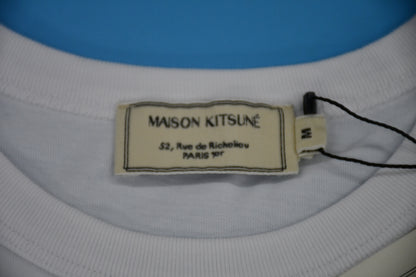 MAISON KITSUNÉ
52, Rue de Richelieu
PARIS 1er
M